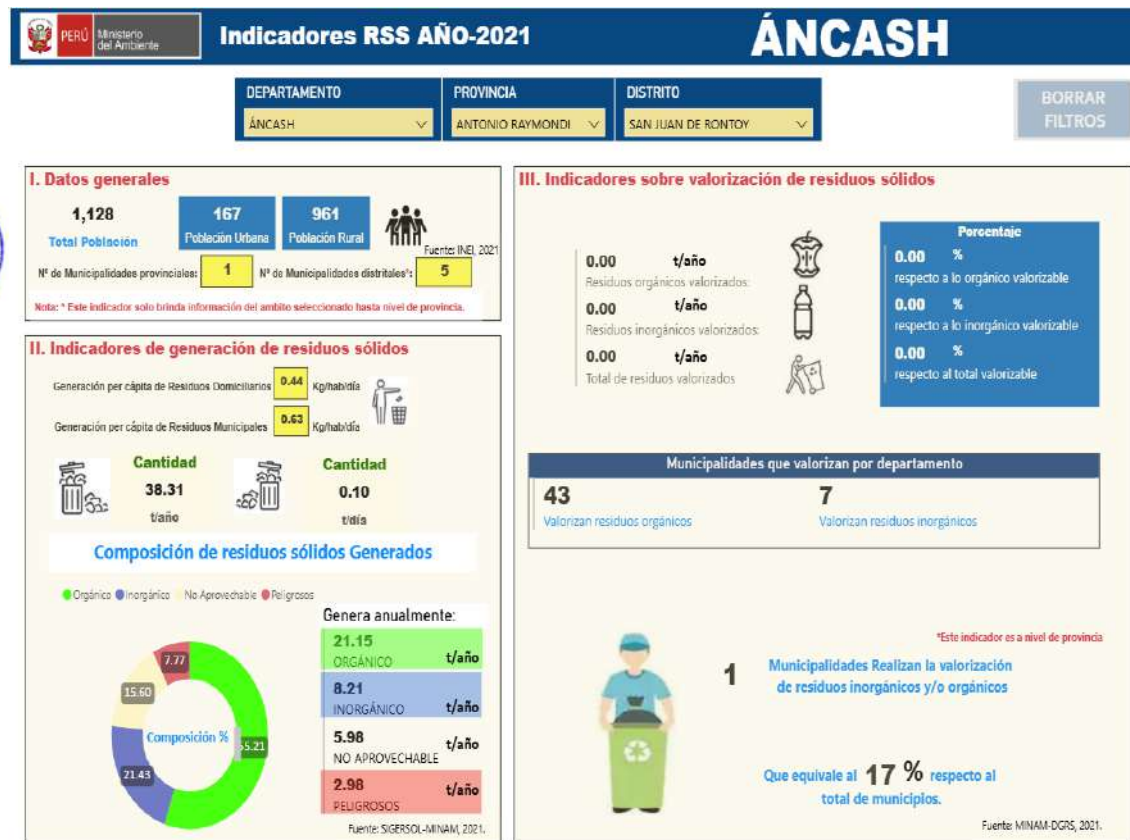 PERÚ
Ministerio
del Ambiente
Indicadores RSS AÑO-2021
ÁNCASH
DEPARTAMENTO
PROVINCIA
DISTRITO
ÁNCASH
ANTONIO RAYMONDI
SAN JUAN DE RONTOY
BORRAR
FILTROS
I. Datos generales
1,128
Total Población
167
Población Urbana
961
Población Rural
Fuente: INEI, 2021
N° de Municipalidades provinciales: 1
N° de Municipalidades distritales*: 5
Nota: * Este indicador solo brinda información del ambito seleccionado hasta nivel de provincia.
II. Indicadores de generación de residuos sólidos
Generación per cápita de Residuos Domiciliarios 0.44 Kg/hab/día
Generación per cápita de Residuos Municipales 0.63 Kg/hab/día
Cantidad
38.31
t/año
Cantidad
0.10
t/día
Composición de residuos sólidos Generados
Orgánico Inorgánico No Aprovechable Peligrosos
7.77
15.60
Composición %
55.21
21.43
Genera anualmente:
21.15
ORGÁNICO t/año
8.21
INORGÁNICO t/año
5.98
NO APROVECHABLE t/año
2.98
PELIGROSOS t/año
Fuente: SIGERSOL-MINAM, 2021.
III. Indicadores sobre valorización de residuos sólidos
0.00 t/año
Residuos orgánicos valorizados:
0.00 t/año
Residuos inorgánicos valorizados:
0.00 t/año
Total de residuos valorizados
Porcentaje
0.00 %
respecto a lo orgánico valorizable
0.00 %
respecto a lo inorgánico valorizable
0.00 %
respecto al total valorizable
Municipalidades que valorizan por departamento
43
Valorizan residuos orgánicos
7
Valorizan residuos inorgánicos
*Este indicador es a nivel de provincia
1
Municipalidades Realizan la valorización
de residuos inorgánicos y/o orgánicos
Que equivale al 17 % respecto al
total de municipios.
Fuente: MINAM-DGRS, 2021.